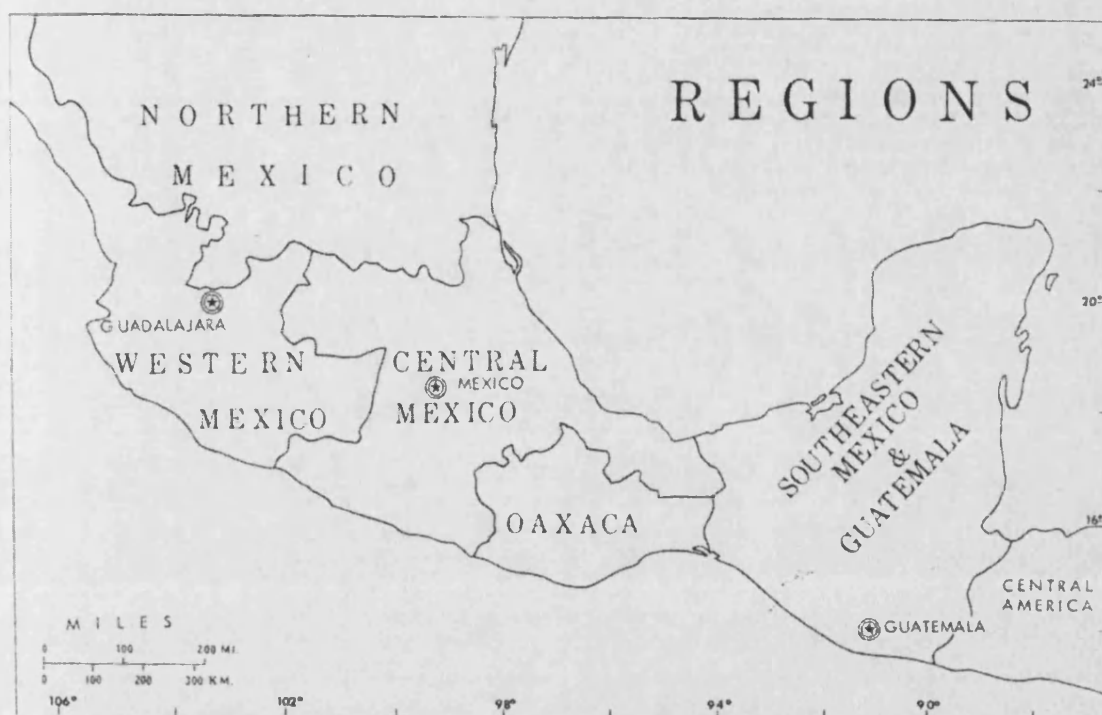 REGIONS
24°
NORTHERN
MEXICO
20°
GUADALAJARA
WESTERN
MEXICO
CENTRAL
MEXICO
MEXICO
SOUTHEASTERN
MEXICO
&
GUATEMALA
OAXACA
16°
CENTRAL
AMERICA
GUATEMALA
MILES
0 100 200 MI.
0 100 200 300 KM.
106° 102° 98° 94° 90°